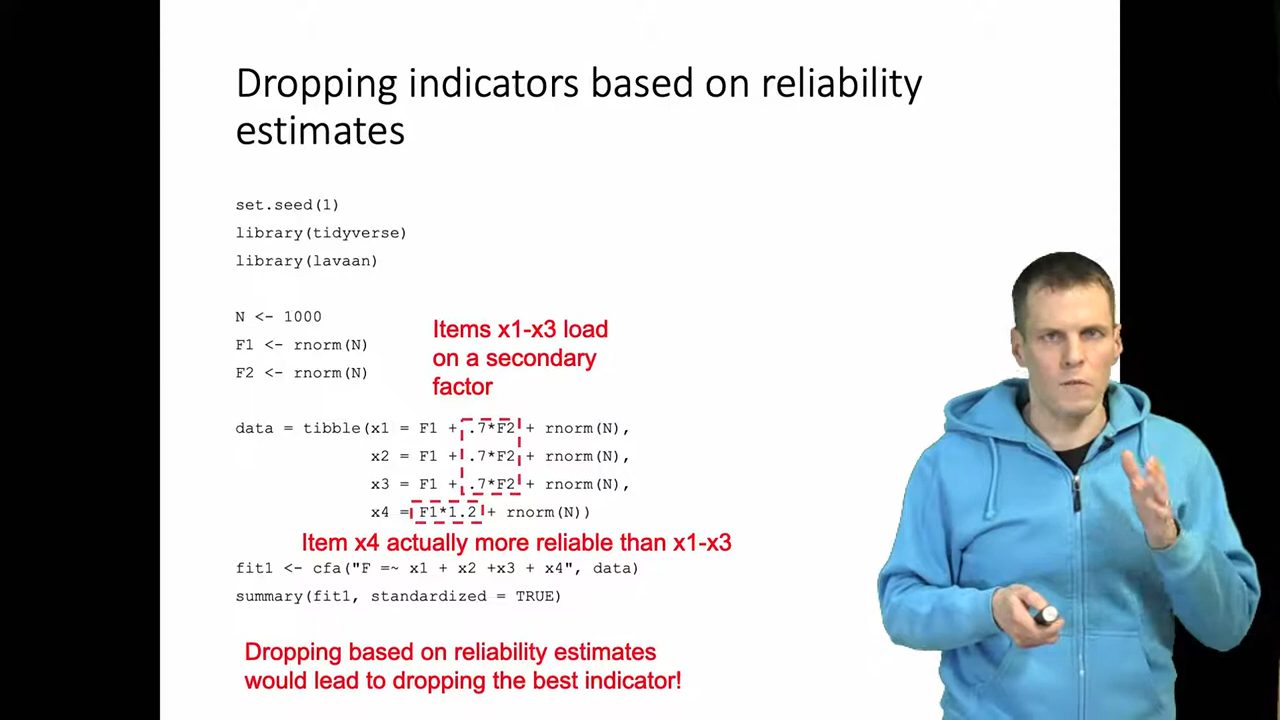 Dropping indicators based on reliability
estimates
set.seed(1)
library(tidyverse)
library(lavaan)
N <- 1000
F1 <- rnorm(N)
F2 <- rnorm(N)
Items x1-x3 load
on a secondary
factor
data = tibble(x1 = F1 + .7*F2 + rnorm(N),
x2 = F1 + .7*F2 + rnorm(N),
x3 = F1 + .7*F2 + rnorm(N),
x4 = F1*1.2 + rnorm(N))
Item x4 actually more reliable than x1-x3
fit1 <- cfa("F =~ x1 + x2 +x3 + x4", data)
summary(fit1, standardized = TRUE)
Dropping based on reliability estimates
would lead to dropping the best indicator!